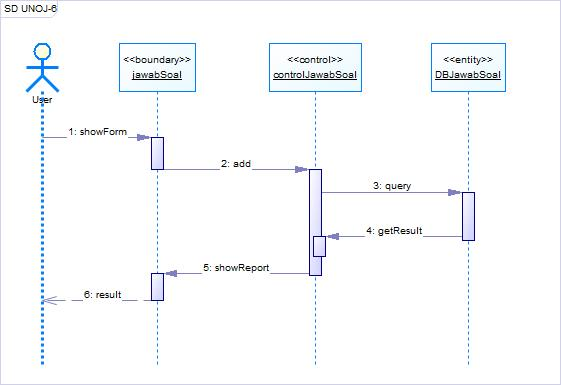 SD UNOJ-6
<<boundary>>
jawabSoal
<<control>>
controlJawabSoal
<<entity>>
DBJawabSoal
User
1: showForm
2: add
3: query
4: getResult
5: showReport
6: result